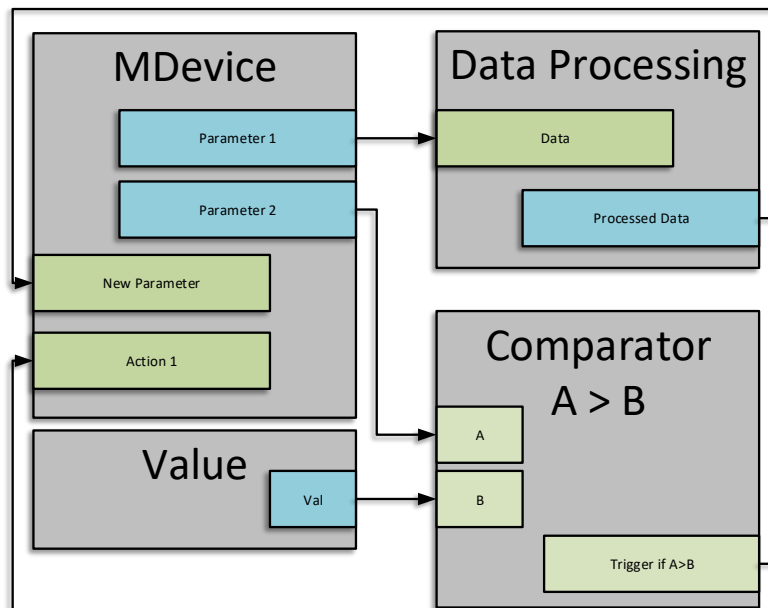 MDevice
Parameter 1
Parameter 2
New Parameter
Action 1
Data Processing
Data
Processed Data
Value
Val
Comparator
A > B
A
B
Trigger if A>B